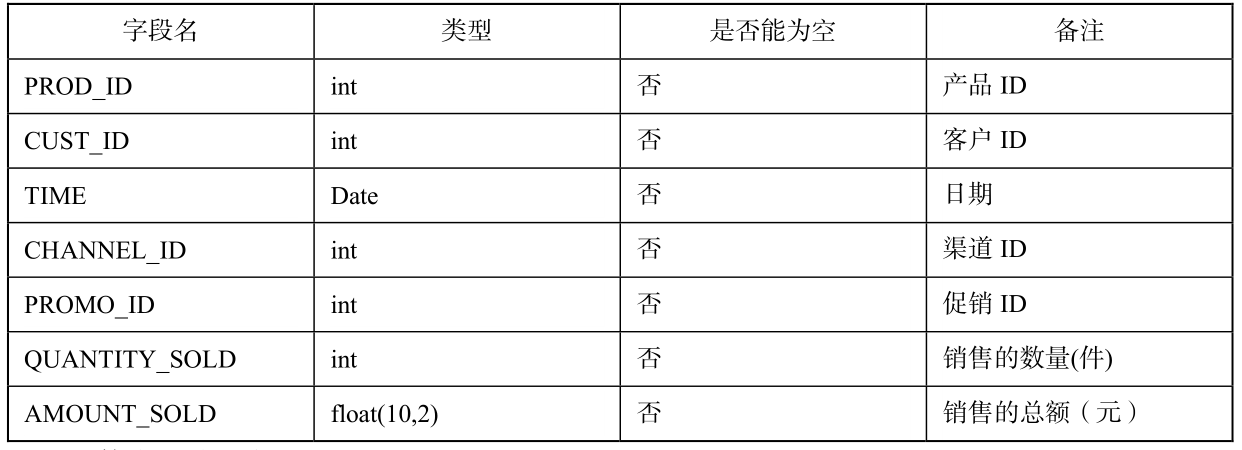 字段名 类型 是否能为空 备注
PROD_ID int 否 产品 ID
CUST_ID int 否 客户 ID
TIME Date 否 日期
CHANNEL_ID int 否 渠道 ID
PROMO_ID int 否 促销 ID
QUANTITY_SOLD int 否 销售的数量(件)
AMOUNT_SOLD float(10,2) 否 销售的总额（元）